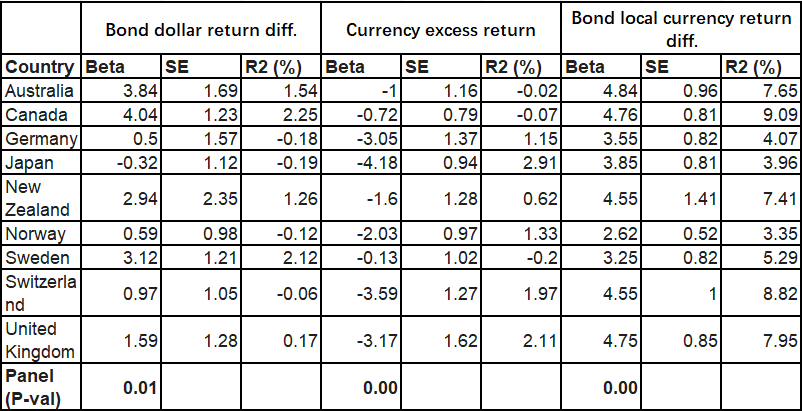 Bond dollar return diff. Currency excess return Bond local currency return diff.
Country Beta SE R2 (%) Beta SE R2 (%) Beta SE R2 (%)
Australia 3.84 1.69 1.54 -1 1.16 -0.02 4.84 0.96 7.65
Canada 4.04 1.23 2.25 -0.72 0.79 -0.07 4.76 0.81 9.09
Germany 0.5 1.57 -0.18 -3.05 1.37 1.15 3.55 0.82 4.07
Japan -0.32 1.12 -0.19 -4.18 0.94 2.91 3.85 0.81 3.96
New Zealand 2.94 2.35 1.26 -1.6 1.28 0.62 4.55 1.41 7.41
Norway 0.59 0.98 -0.12 -2.03 0.97 1.33 2.62 0.52 3.35
Sweden 3.12 1.21 2.12 -0.13 1.02 -0.2 3.25 0.82 5.29
Switzerland 0.97 1.05 -0.06 -3.59 1.27 1.97 4.55 1 8.82
United Kingdom 1.59 1.28 0.17 -3.17 1.62 2.11 4.75 0.85 7.95
Panel (P-val) 0.01 0.00 0.00